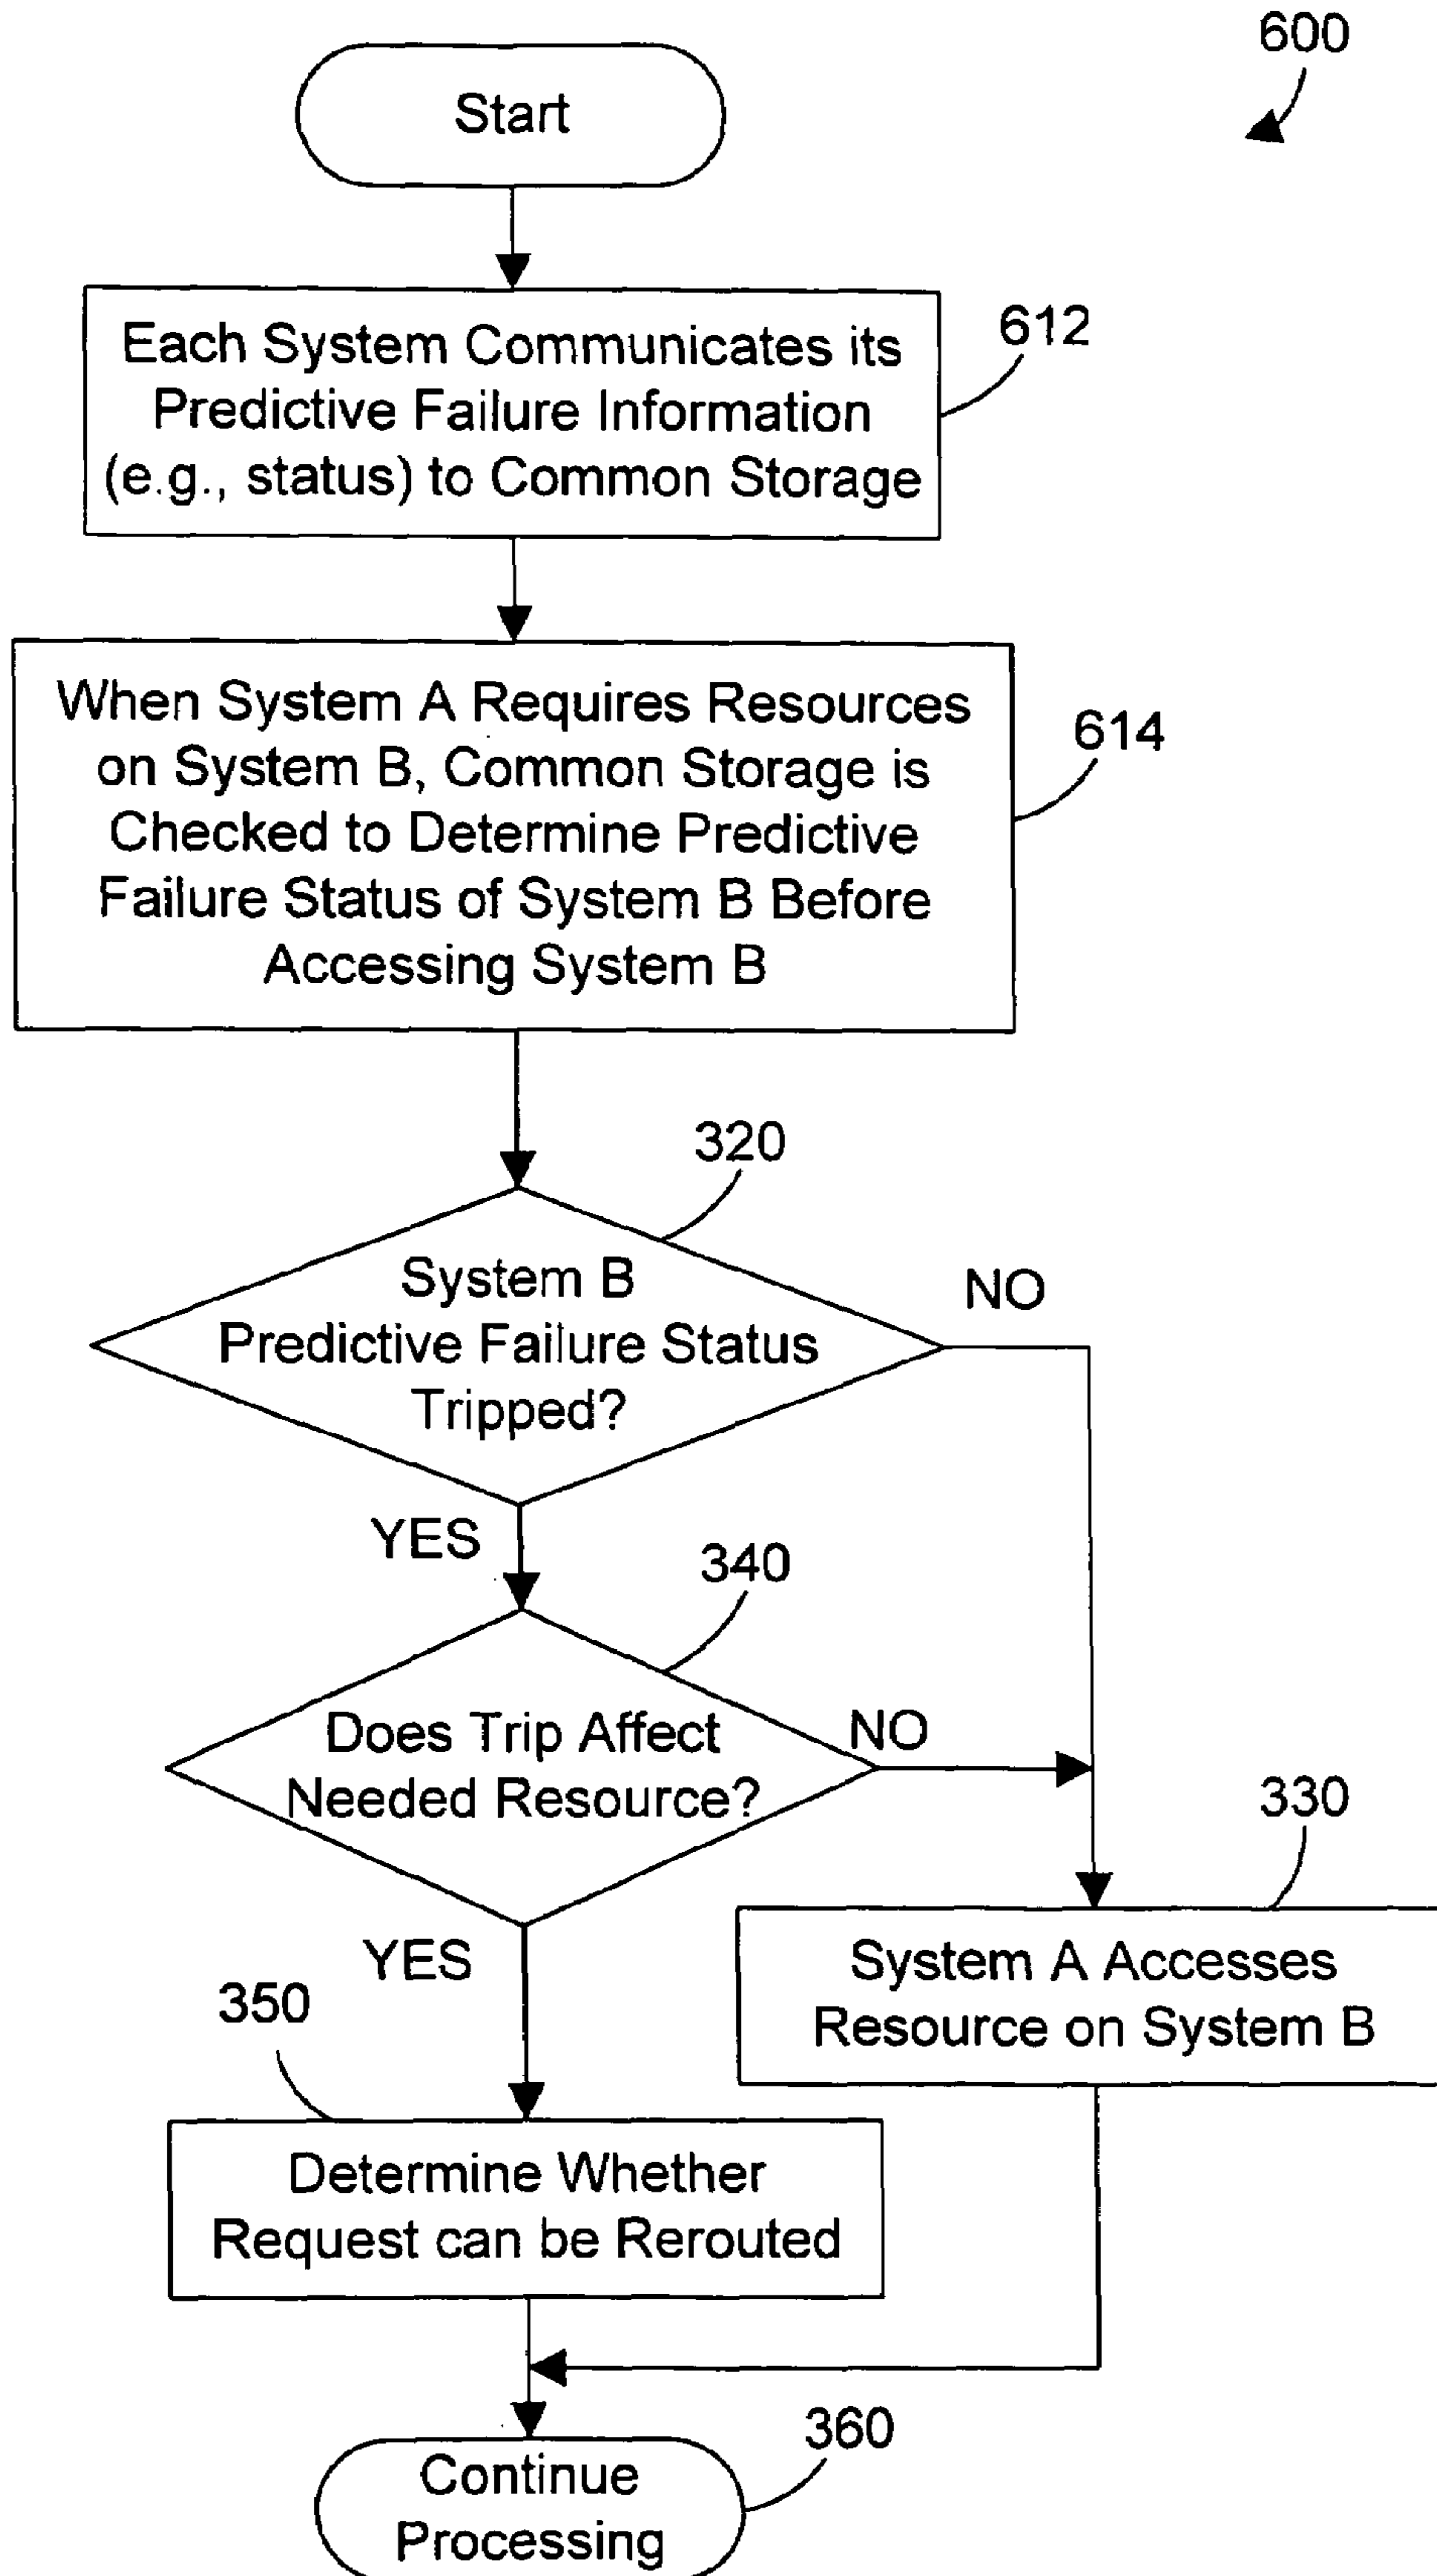 600
Start
Each System Communicates its
Predictive Failure Information
(e.g., status) to Common Storage
612
When System A Requires Resources
on System B, Common Storage is
Checked to Determine Predictive
Failure Status of System B Before
Accessing System B
614
320
System B
Predictive Failure Status
Tripped?
NO
YES
340
Does Trip Affect
Needed Resource?
NO
330
YES
System A Accesses
Resource on System B
350
Determine Whether
Request can be Rerouted
360
Continue
Processing